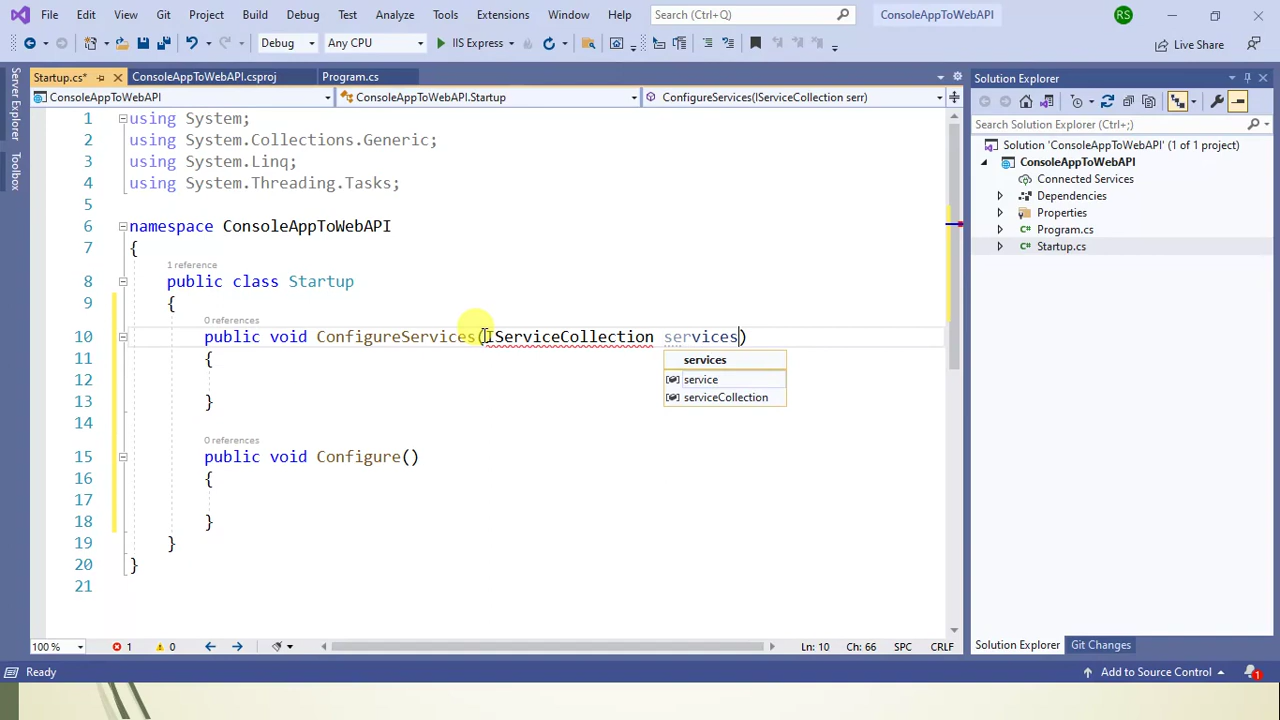 File Edit View Git Project Build Debug Test Analyze Tools Extensions Window Help Search (Ctrl+Q) ConsoleAppToWebAPI RS
Debug Any CPU IIS Express Live Share
Server Explorer
Toolbox
Startup.cs* ConsoleAppToWebAPI.csproj Program.cs
ConsoleAppToWebAPI ConsoleAppToWebAPI.Startup ConfigureServices(IServiceCollection serr)
1 using System;
2 using System.Collections.Generic;
3 using System.Linq;
4 using System.Threading.Tasks;
5
6 namespace ConsoleAppToWebAPI
7 {
1 reference
8 public class Startup
9 {
0 references
10 public void ConfigureServices(IServiceCollection services)
11 {
services
12
service
serviceCollection
13 }
14
0 references
15 public void Configure()
16 {
17
18 }
19 }
20 }
21
100 % 1 0 Ln: 10 Ch: 66 SPC CRLF
Solution Explorer
Search Solution Explorer (Ctrl+;)
Solution 'ConsoleAppToWebAPI' (1 of 1 project)
ConsoleAppToWebAPI
Connected Services
Dependencies
Properties
C# Program.cs
C# Startup.cs
Solution Explorer Git Changes
Ready Add to Source Control 1